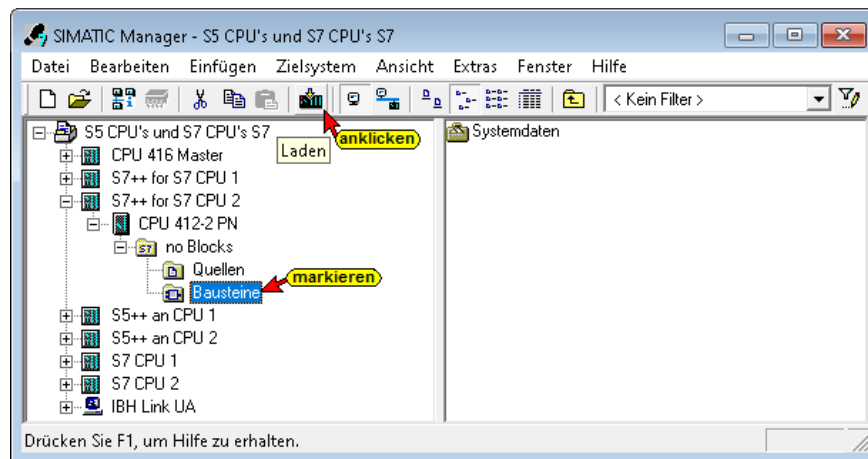 SIMATIC Manager - S5 CPU's und S7 CPU's S7
Datei Bearbeiten Einfügen Zielsystem Ansicht Extras Fenster Hilfe
< Kein Filter >
S5 CPU's und S7 CPU's S7
Laden
anklicken
Systemdaten
CPU 416 Master
S7++ for S7 CPU 1
S7++ for S7 CPU 2
CPU 412-2 PN
S7 no Blocks
Quellen
markieren
Bausteine
S5++ an CPU 1
S5++ an CPU 2
S7 CPU 1
S7 CPU 2
IBH Link UA
Drücken Sie F1, um Hilfe zu erhalten.